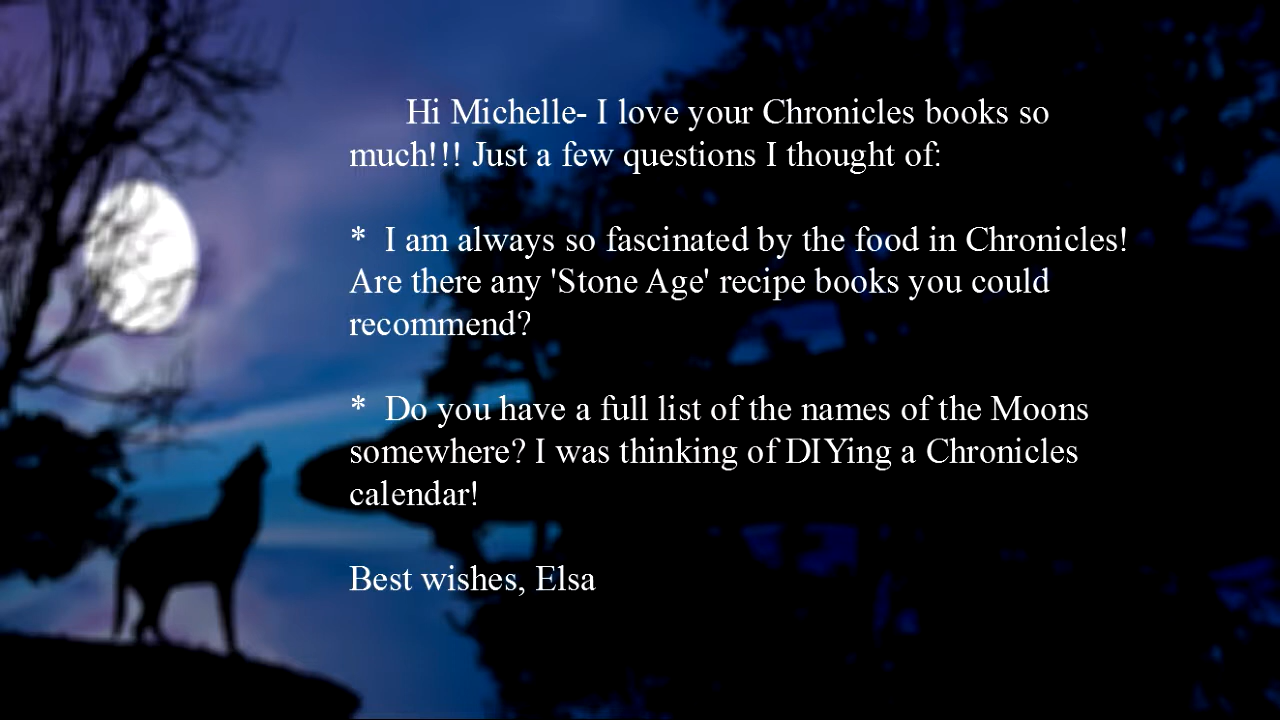 Hi Michelle- I love your Chronicles books so
much!!! Just a few questions I thought of:
* I am always so fascinated by the food in Chronicles!
Are there any 'Stone Age' recipe books you could
recommend?
* Do you have a full list of the names of the Moons
somewhere? I was thinking of DIYing a Chronicles
calendar!
Best wishes, Elsa